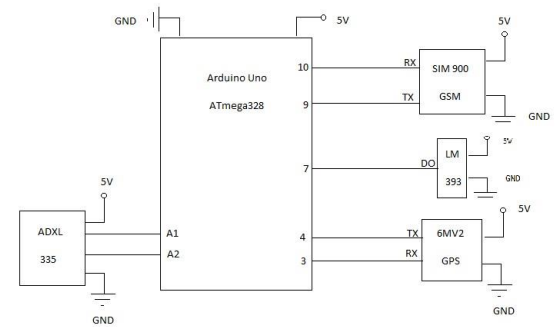 GND
5V
5V
10
RX
SIM 900
Arduino Uno
ATmega328
9
TX
GSM
GND
LM
5V
7
DO
393
GND
5V
5V
ADXL
A1
4
TX
6MV2
335
A2
3
RX
GPS
GND
GND